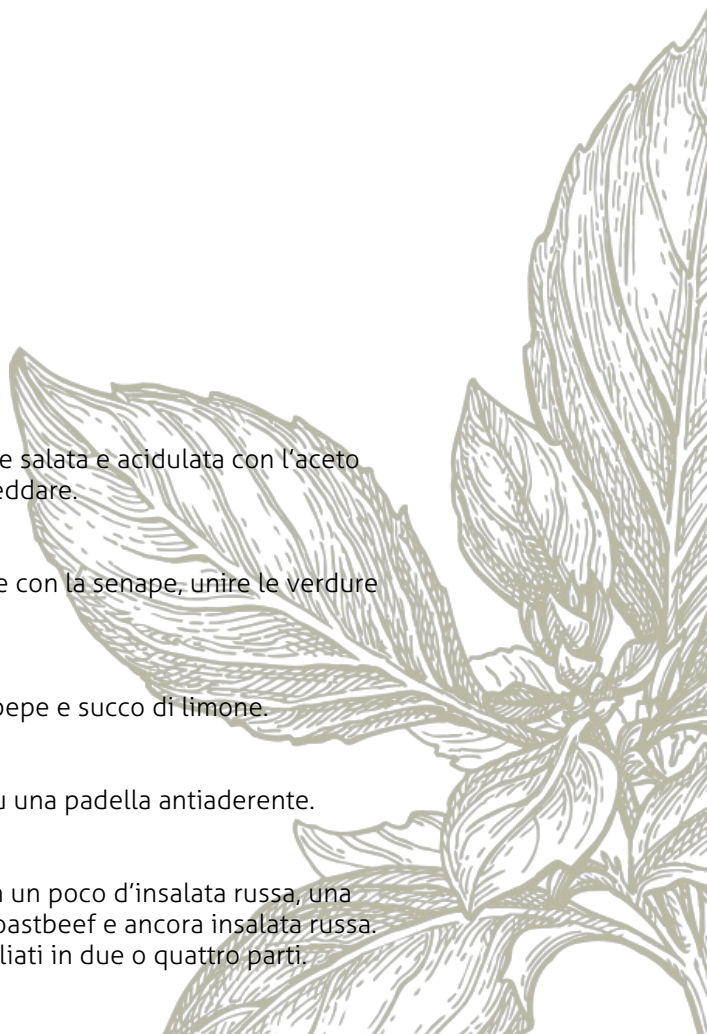 e salata e acidulata con l’aceto
eddare.
e con la senape, unire le verdure
pepe e succo di limone.
u una padella antiaderente.
un poco d’insalata russa, una
oastbeef e ancora insalata russa.
liati in due o quattro parti.